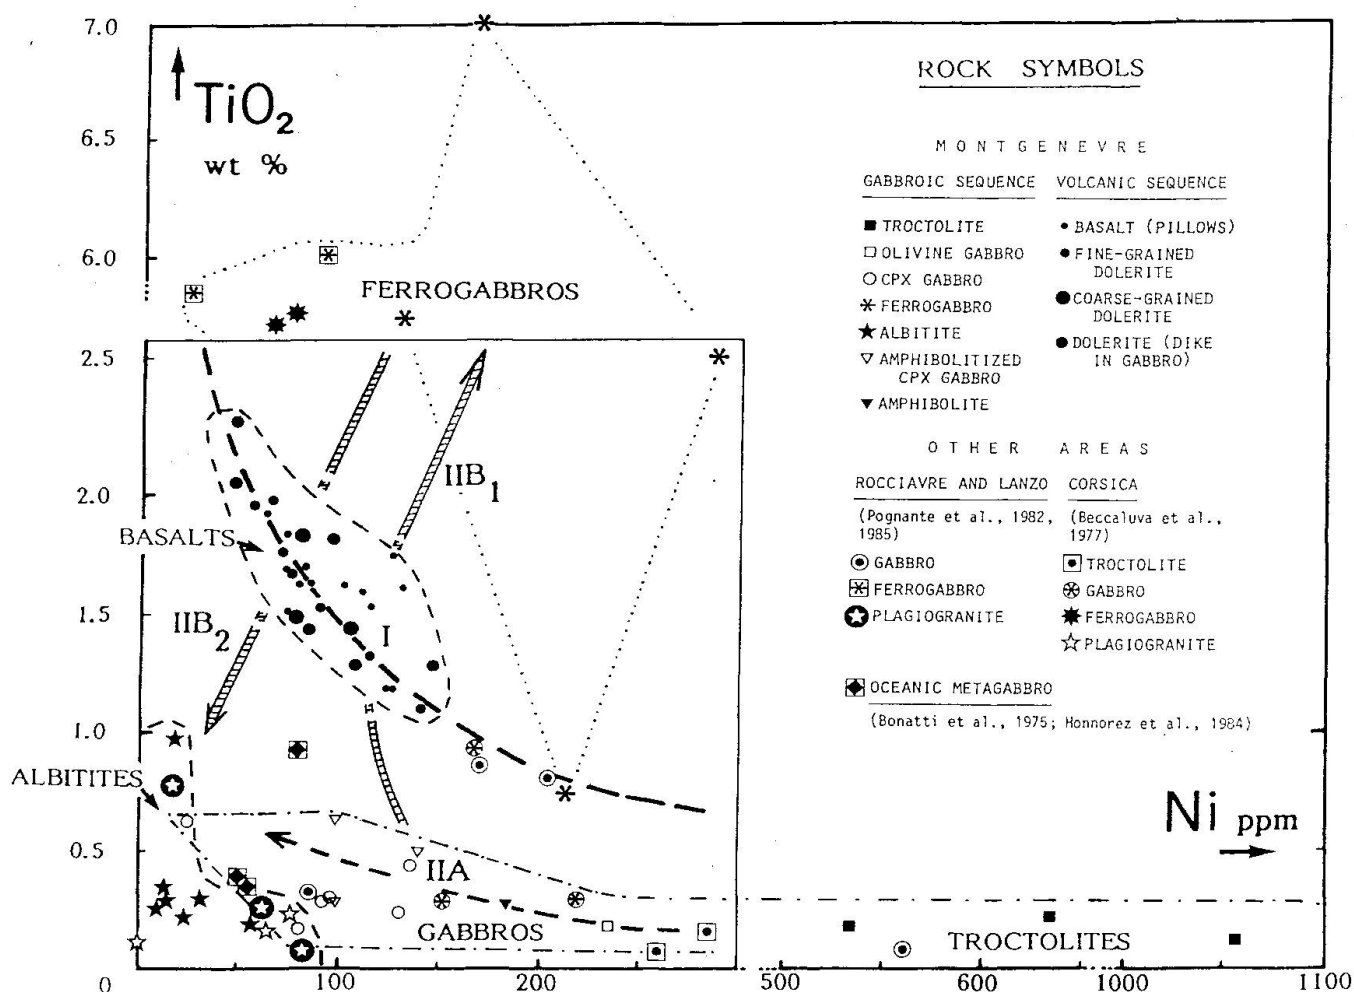 7.0
TiO2
wt %
6.5
6.0
FERROGABBROS
2.5
2.0
IIB1
BASALTS
1.5
IIB2
I
1.0
ALBITITES
0.5
IIA
GABBROS
TROCTOLITES
0
100
200
500
600
1000
1100
Ni ppm
ROCK SYMBOLS
MONTGENEVRE
GABBROIC SEQUENCE
TROCTOLITE
OLIVINE GABBRO
CPX GABBRO
FERROGABBRO
ALBITITE
AMPHIBOLITIZED
CPX GABBRO
AMPHIBOLITE
VOLCANIC SEQUENCE
BASALT (PILLOWS)
FINE-GRAINED
DOLERITE
COARSE-GRAINED
DOLERITE
DOLERITE (DIKE
IN GABBRO)
OTHER AREAS
ROCCIAVRE AND LANZO
(Pognante et al., 1982,
1985)
GABBRO
FERROGABBRO
PLAGIOGRANITE
CORSICA
(Beccaluva et al.,
1977)
TROCTOLITE
GABBRO
FERROGABBRO
PLAGIOGRANITE
OCEANIC METAGABBRO
(Bonatti et al., 1975; Honnorez et al., 1984)